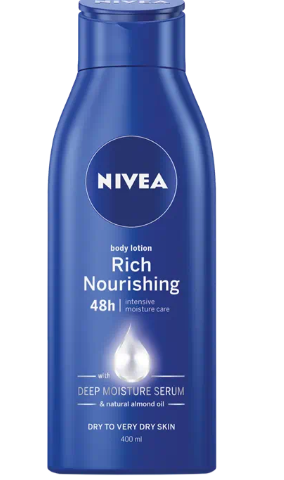 NIVEA
NIVEA
body lotion
Rich
Nourishing
48h intensive
moisture care
with
DEEP MOISTURE SERUM
& natural almond oil
DRY TO VERY DRY SKIN
400 ml